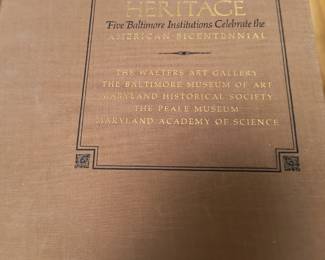 HERITAGE
Five Baltimore Institutions Celebrate the
AMERICAN BICENTENNIAL
THE WALTERS ART GALLERY
THE BALTIMORE MUSEUM OF ART
MARYLAND HISTORICAL SOCIETY
THE PEALE MUSEUM
MARYLAND ACADEMY OF SCIENCE